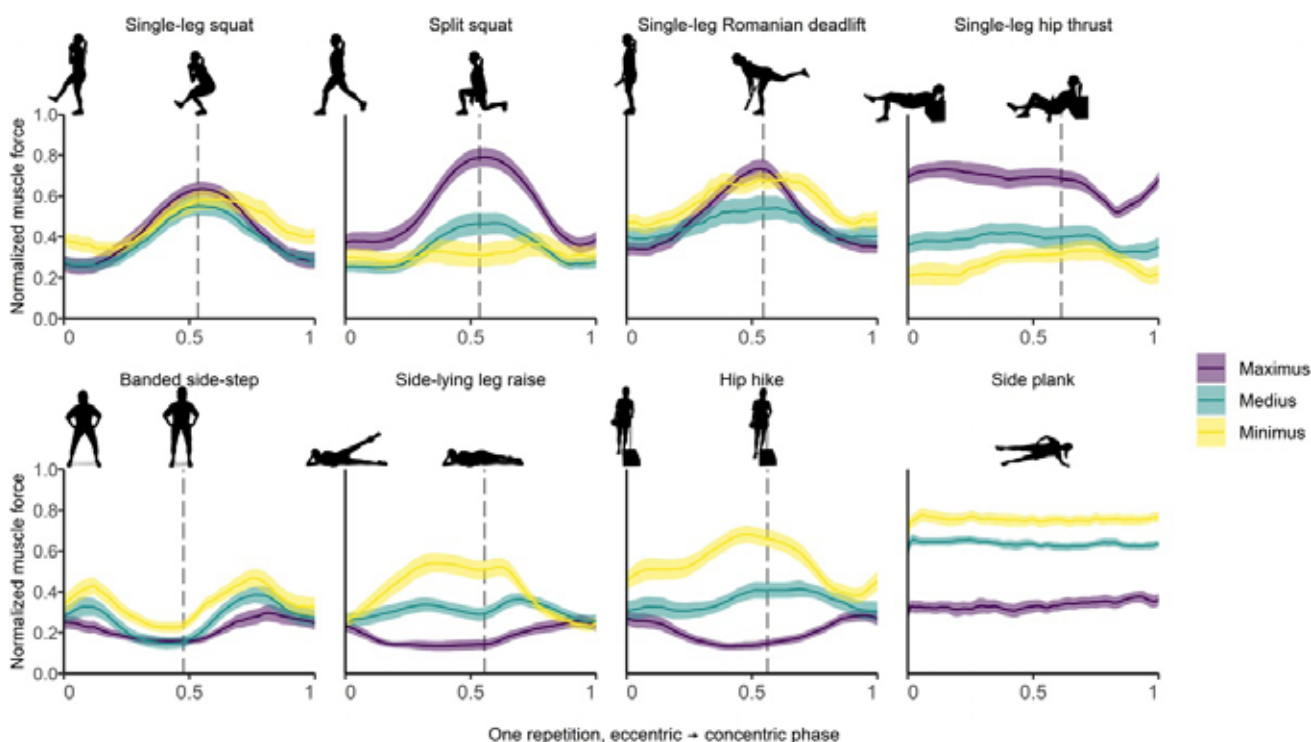 Single-leg squat
Split squat
Single-leg Romanian deadlift
Single-leg hip thrust
Normalized muscle force
1.0
0.8
0.6
0.4
0.2
0.0
0 0.5 1
0 0.5 1
0 0.5 1
0 0.5 1
Banded side-step
Side-lying leg raise
Hip hike
Side plank
Normalized muscle force
1.0
0.8
0.6
0.4
0.2
0.0
0 0.5 1
0 0.5 1
0 0.5 1
0 0.5 1
Maximus
Medius
Minimus
One repetition, eccentric → concentric phase